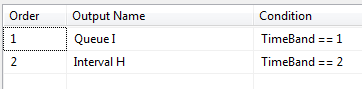 Order Output Name Condition
1 Queue I TimeBand == 1
2 Interval H TimeBand == 2